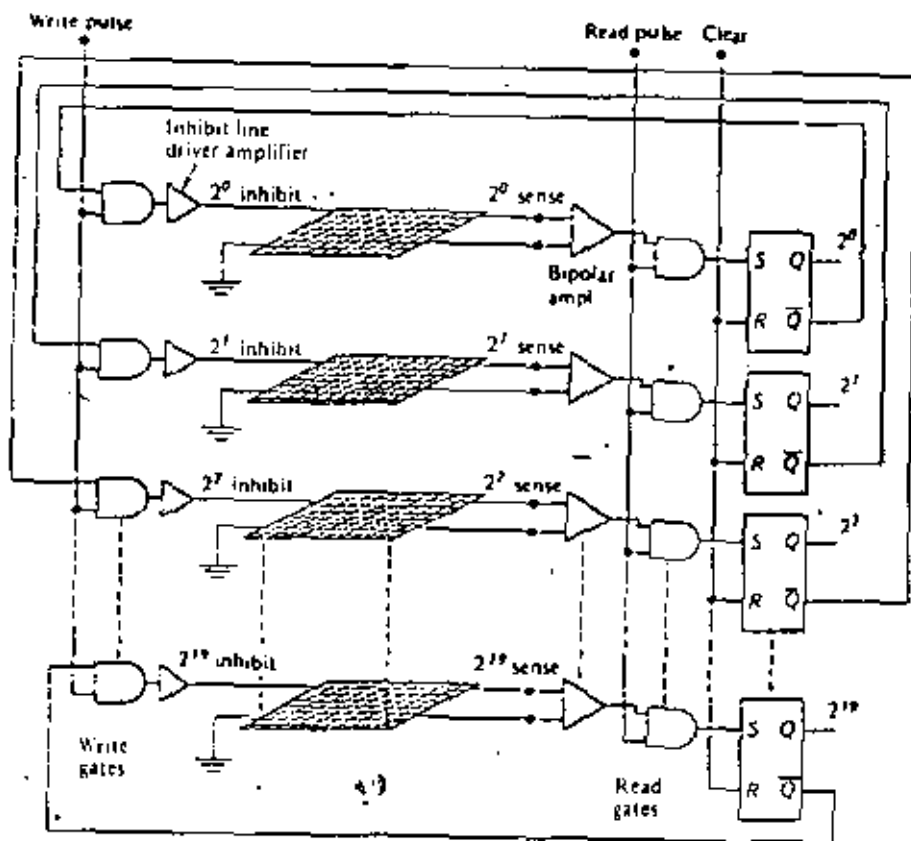 Write pulse
Read pulse Clear
Inhibit line
driver amplifier
2⁰ inhibit
2⁰ sense
Bipolar
ampl
S Q 2⁰
R Q̅
2¹ inhibit
2¹ sense
S Q 2¹
R Q̅
2² inhibit
2² sense
S Q 2²
R Q̅
2¹⁹ inhibit
2¹⁹ sense
S Q 2¹⁹
R Q̅
Write
gates
Read
gates